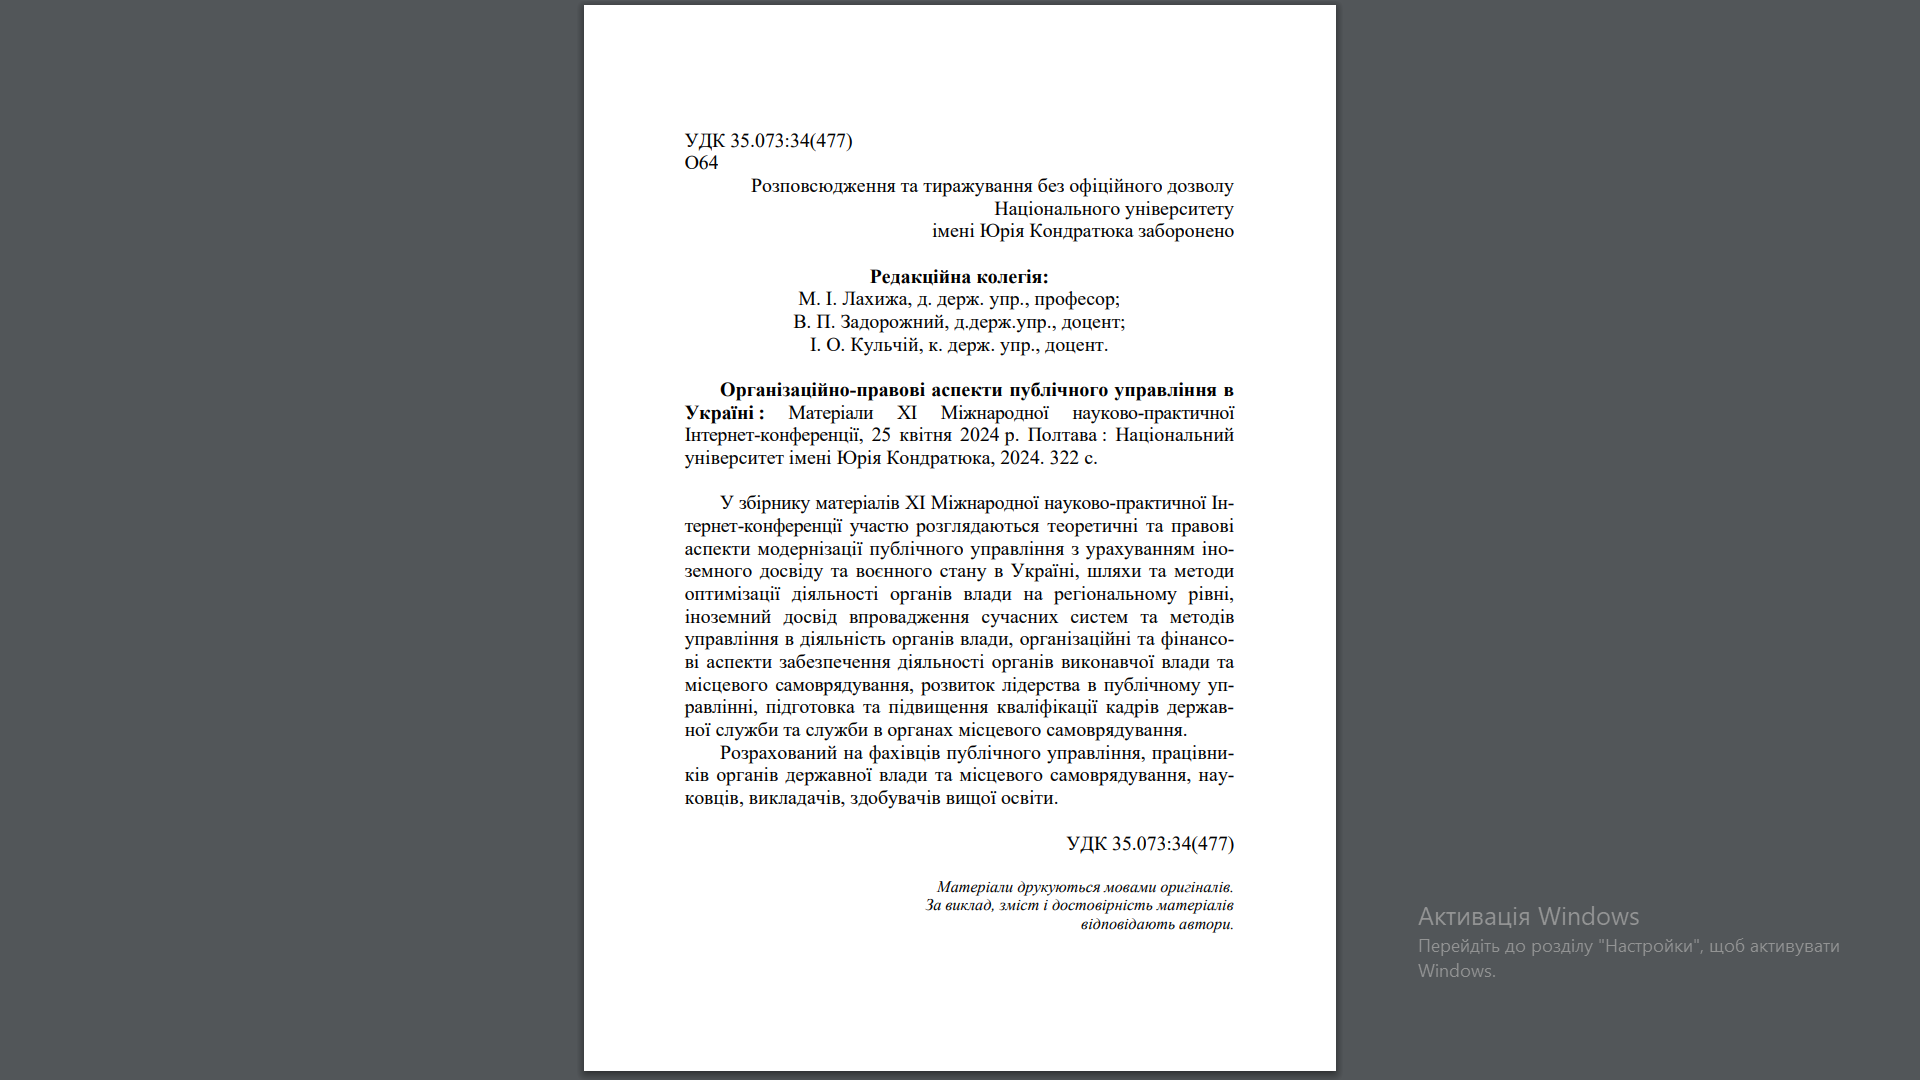 УДК 35.073:34(477)
О64
Розповсюдження та тиражування без офіційного дозволу
Національного університету
імені Юрія Кондратюка заборонено
Редакційна колегія:
М. І. Лахижа, д. держ. упр., професор;
В. П. Задорожний, д.держ.упр., доцент;
І. О. Кульчій, к. держ. упр., доцент.
Організаційно-правові аспекти публічного управління в
Україні : Матеріали XI Міжнародної науково-практичної
Інтернет-конференції, 25 квітня 2024 р. Полтава : Національний
університет імені Юрія Кондратюка, 2024. 322 с.
У збірнику матеріалів XI Міжнародної науково-практичної Ін-
тернет-конференції участю розглядаються теоретичні та правові
аспекти модернізації публічного управління з урахуванням іно-
земного досвіду та воєнного стану в Україні, шляхи та методи
оптимізації діяльності органів влади на регіональному рівні,
іноземний досвід впровадження сучасних систем та методів
управління в діяльність органів влади, організаційні та фінансо-
ві аспекти забезпечення діяльності органів виконавчої влади та
місцевого самоврядування, розвиток лідерства в публічному уп-
равлінні, підготовка та підвищення кваліфікації кадрів держав-
ної служби та служби в органах місцевого самоврядування.
Розрахований на фахівців публічного управління, працівни-
ків органів державної влади та місцевого самоврядування, нау-
ковців, викладачів, здобувачів вищої освіти.
УДК 35.073:34(477)
Матеріали друкуються мовами оригіналів.
За виклад, зміст і достовірність матеріалів
відповідають автори.
Активація Windows
Перейдіть до розділу "Настройки", щоб активувати
Windows.